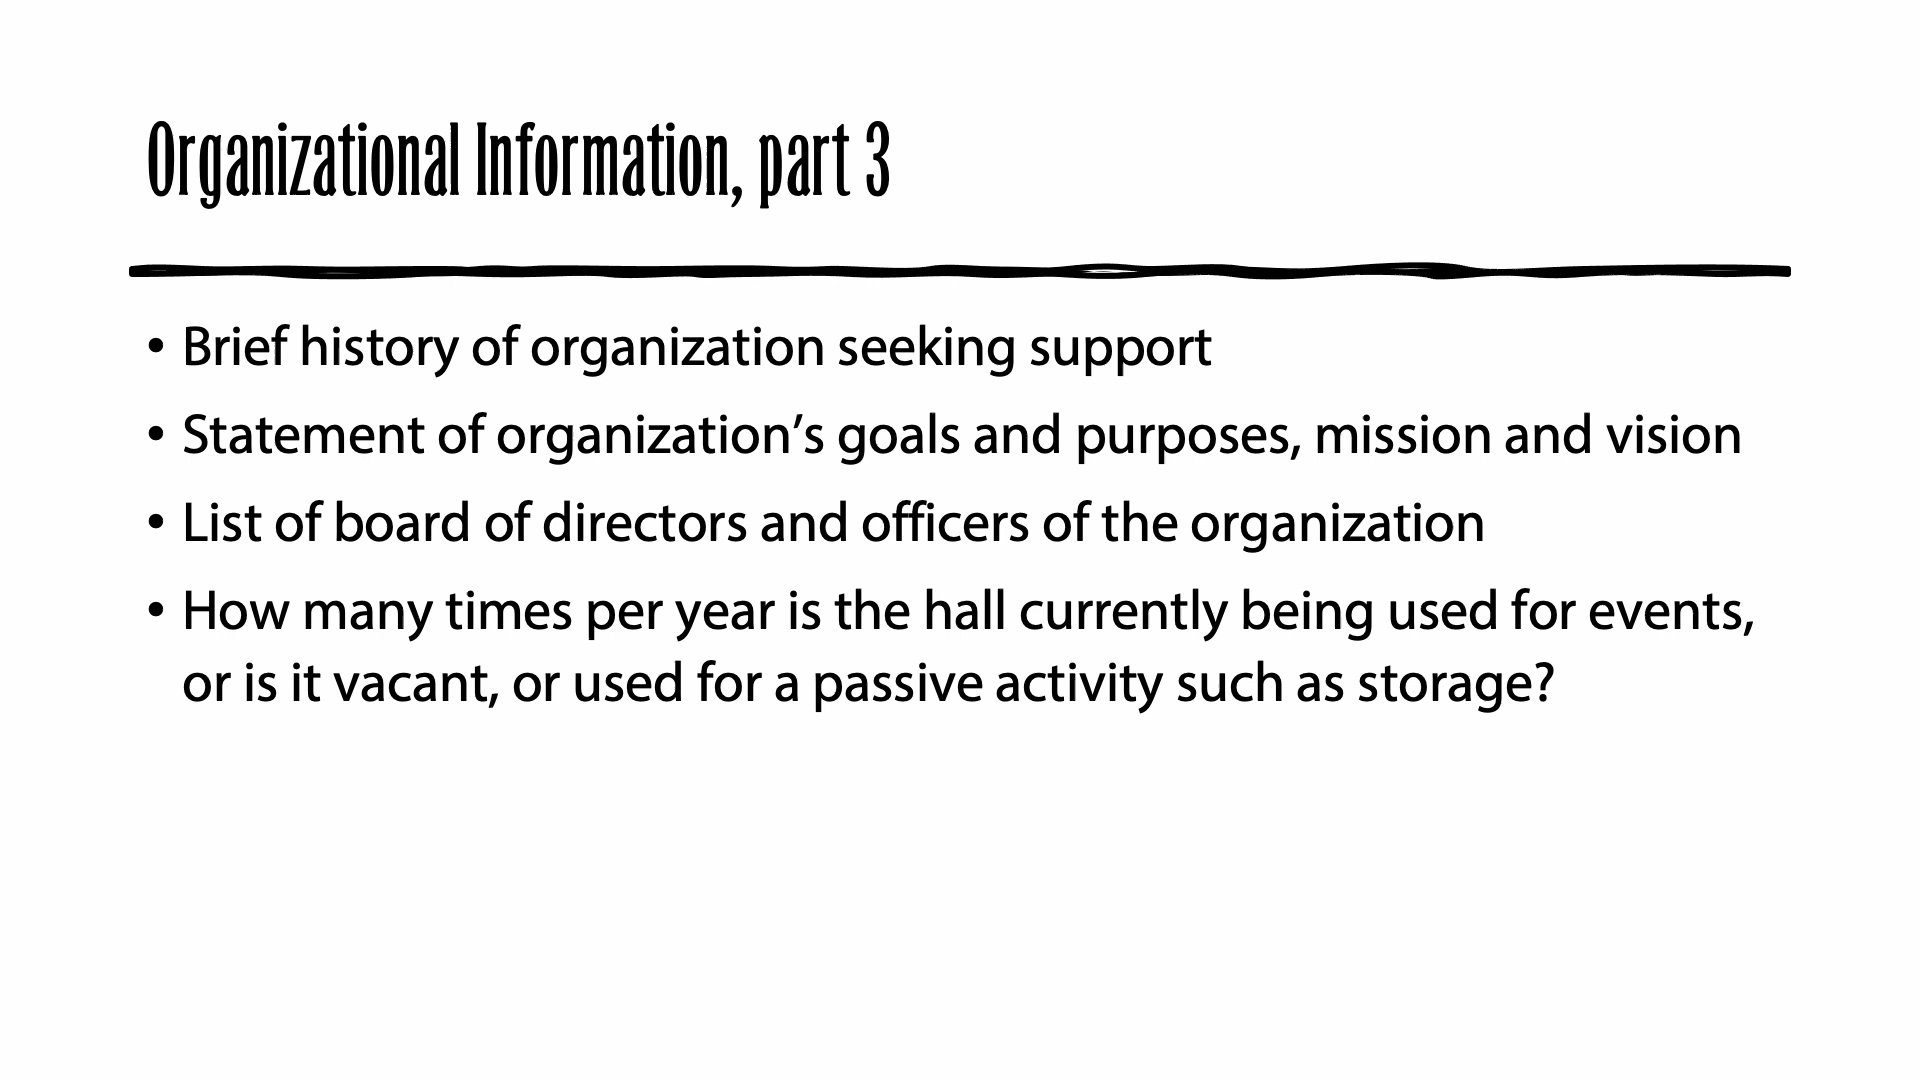 Organizational Information, part 3
• Brief history of organization seeking support
• Statement of organization’s goals and purposes, mission and vision
• List of board of directors and officers of the organization
• How many times per year is the hall currently being used for events,
or is it vacant, or used for a passive activity such as storage?